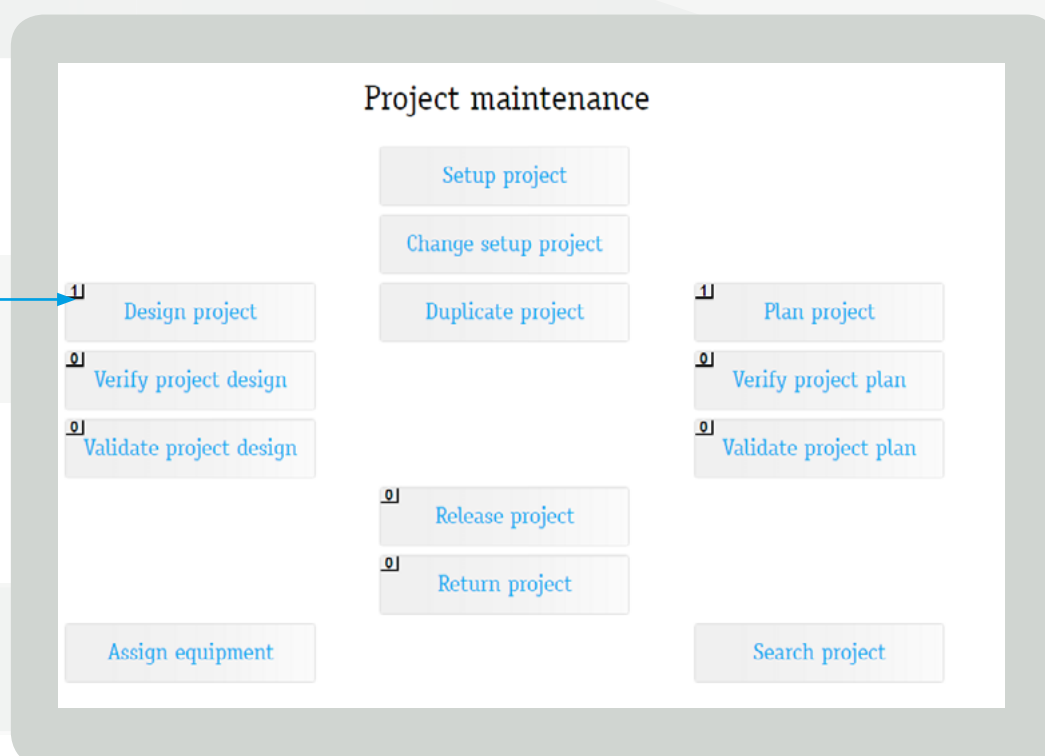 Project maintenance
Setup project
Change setup project
1
Design project
Duplicate project
1
Plan project
0
Verify project design
0
Verify project plan
0
Validate project design
0
Validate project plan
0
Release project
0
Return project
Assign equipment
Search project